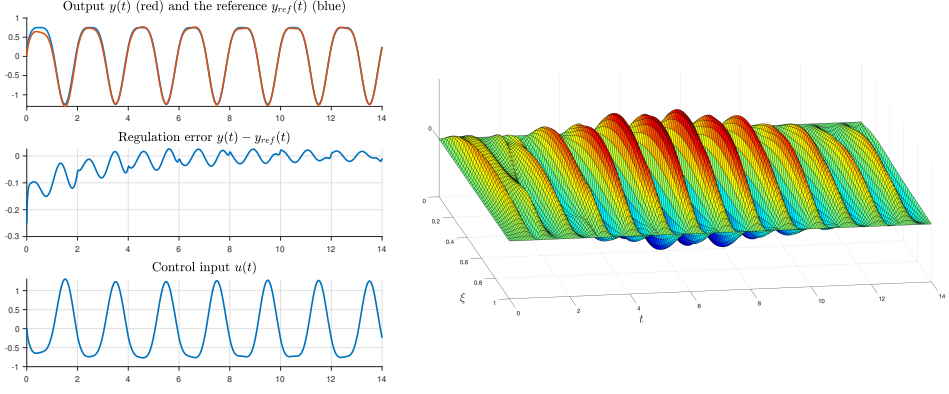 Output y(t) (red) and the reference y_ref(t) (blue)
1
0.5
0
-0.5
-1
0 2 4 6 8 10 12 14
Regulation error y(t) − y_ref(t)
0
-0.1
-0.2
-0.3
0 2 4 6 8 10 12 14
Control input u(t)
1
0.5
0
-0.5
-1
0 2 4 6 8 10 12 14
0
0
0.2
0.4
0.6
0.8
1
ξ
0 2 4 6 8 10 12 14
t